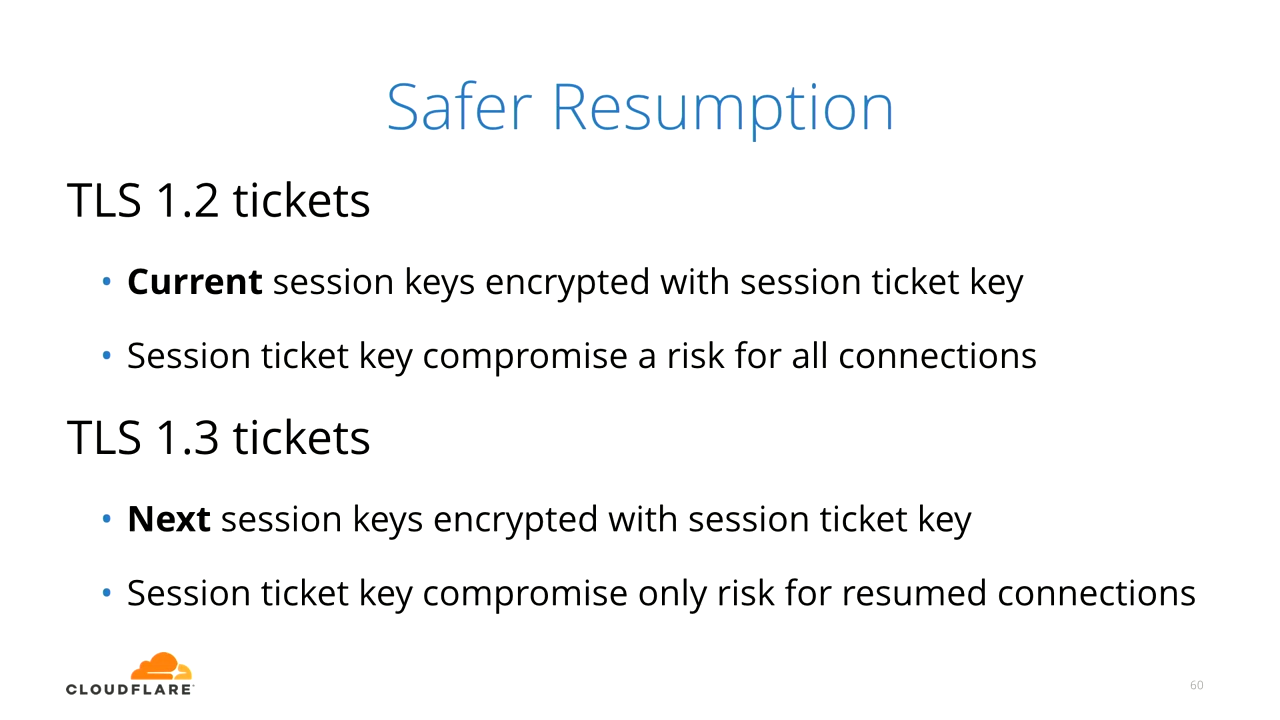 Safer Resumption
TLS 1.2 tickets
• Current session keys encrypted with session ticket key
• Session ticket key compromise a risk for all connections
TLS 1.3 tickets
• Next session keys encrypted with session ticket key
• Session ticket key compromise only risk for resumed connections
CLOUDFLARE
60